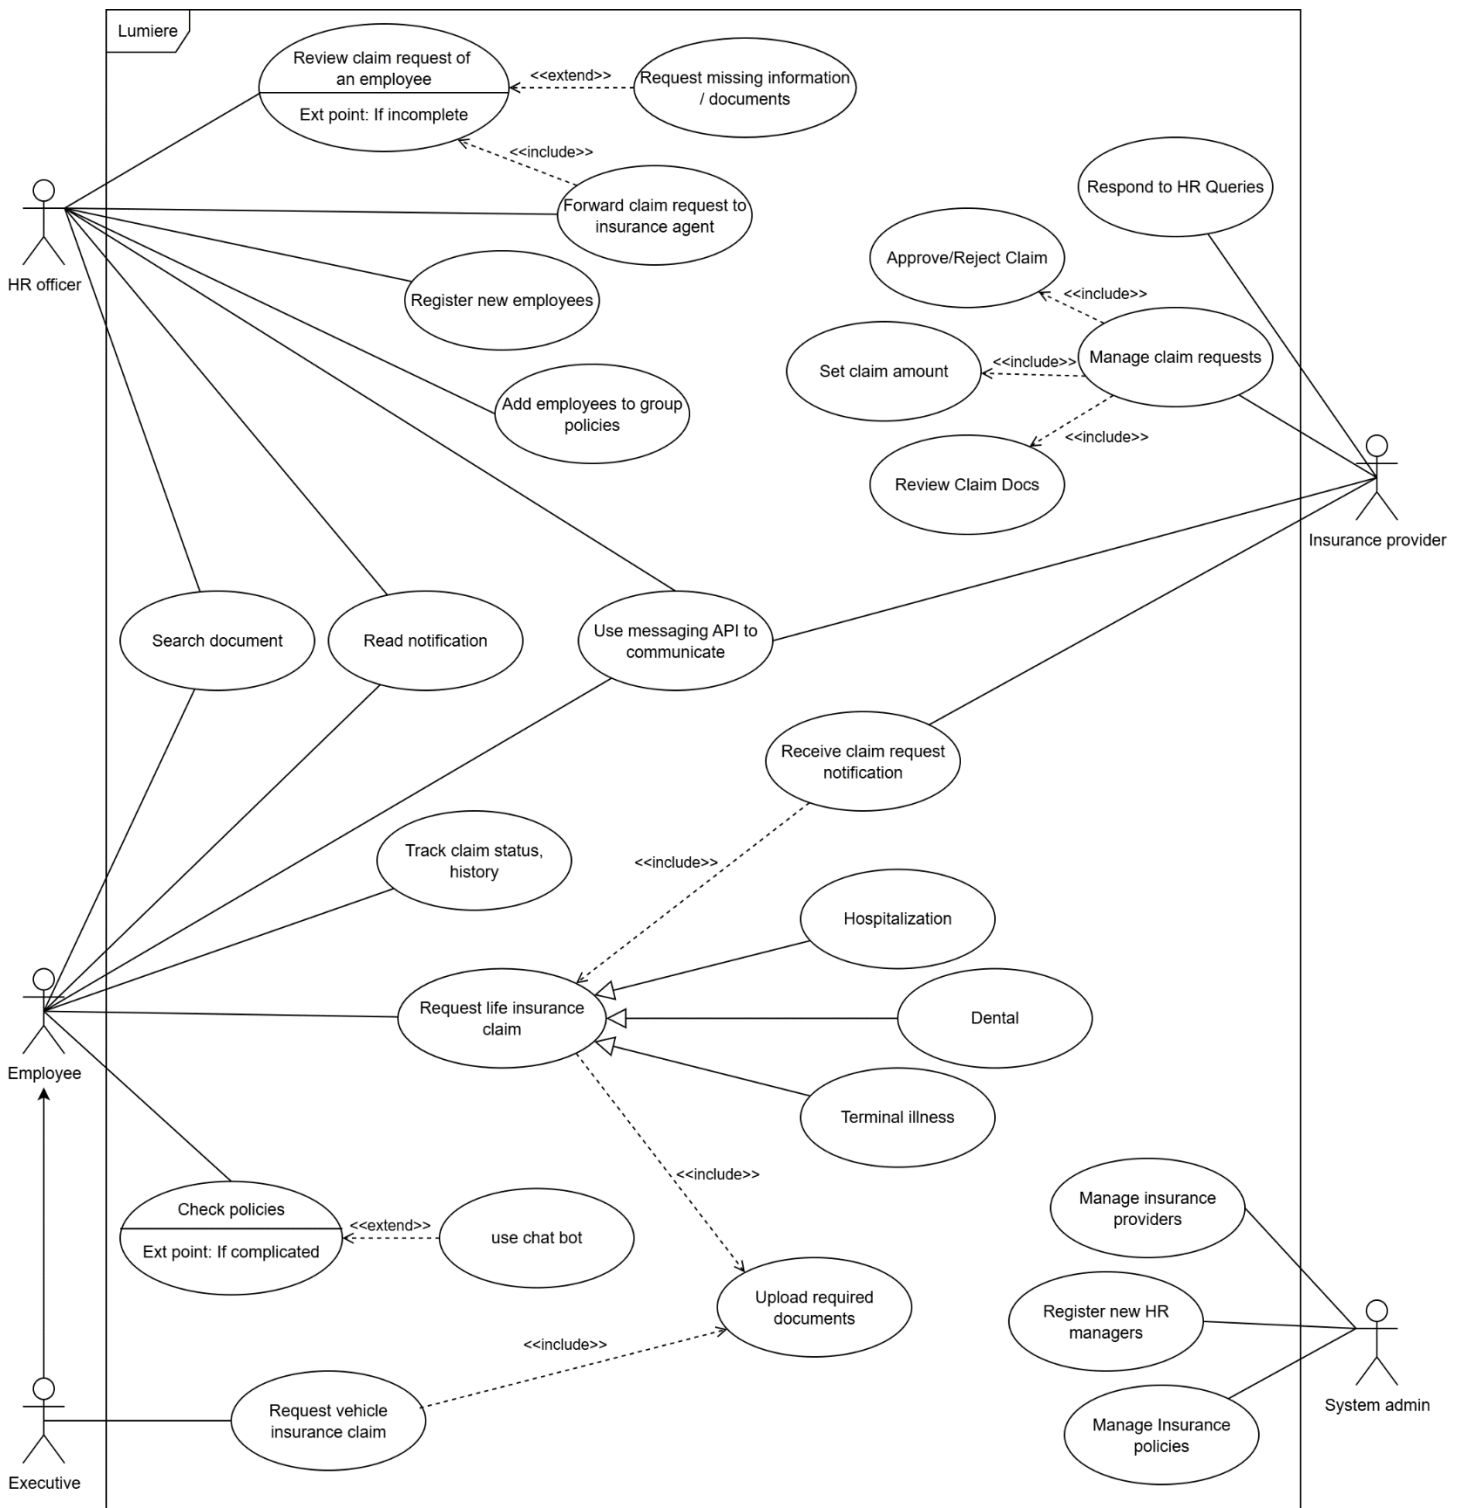 Lumiere
Review claim request of
an employee
Ext point: If incomplete
<<extend>>
Request missing information
/ documents
<<include>>
Forward claim request to
insurance agent
Respond to HR Queries
HR officer
Register new employees
Approve/Reject Claim
<<include>>
Set claim amount
<<include>>
Manage claim requests
Add employees to group
policies
<<include>>
Review Claim Docs
Insurance provider
Search document
Read notification
Use messaging API to
communicate
Receive claim request
notification
Track claim status,
history
<<include>>
Hospitalization
Request life insurance
claim
Dental
Employee
Terminal illness
<<include>>
Check policies
Ext point: If complicated
<<extend>>
use chat bot
Manage insurance
providers
Upload required
documents
Register new HR
managers
<<include>>
Request vehicle
insurance claim
System admin
Manage Insurance
policies
Executive